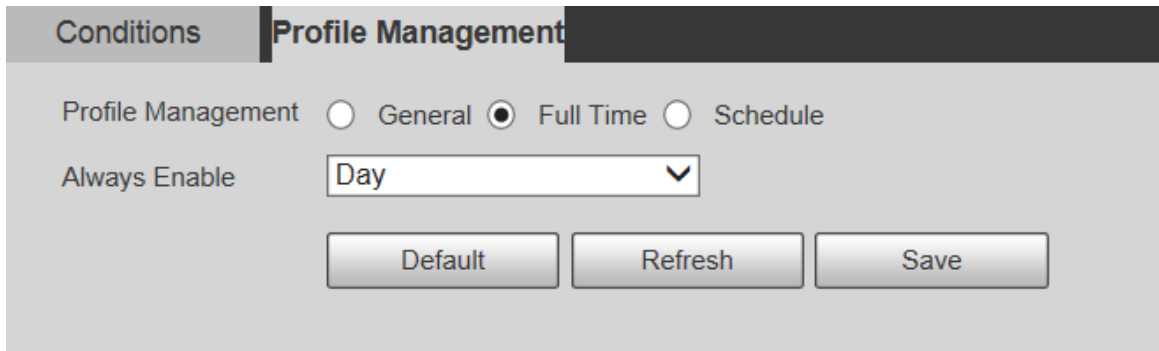 Conditions Profile Management
Profile Management General Full Time Schedule
Always Enable Day
Default Refresh Save